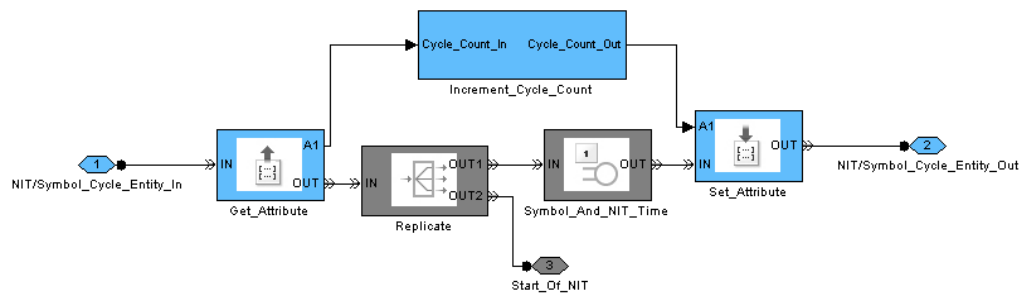 Cycle_Count_In Cycle_Count_Out
Increment_Cycle_Count
1
NIT/Symbol_Cycle_Entity_In
IN A1
[...]
OUT
Get_Attribute
IN OUT1
OUT2
Replicate
IN 1 OUT
Symbol_And_NIT_Time
A1
[...]
IN OUT
Set_Attribute
2
NIT/Symbol_Cycle_Entity_Out
3
Start_Of_NIT